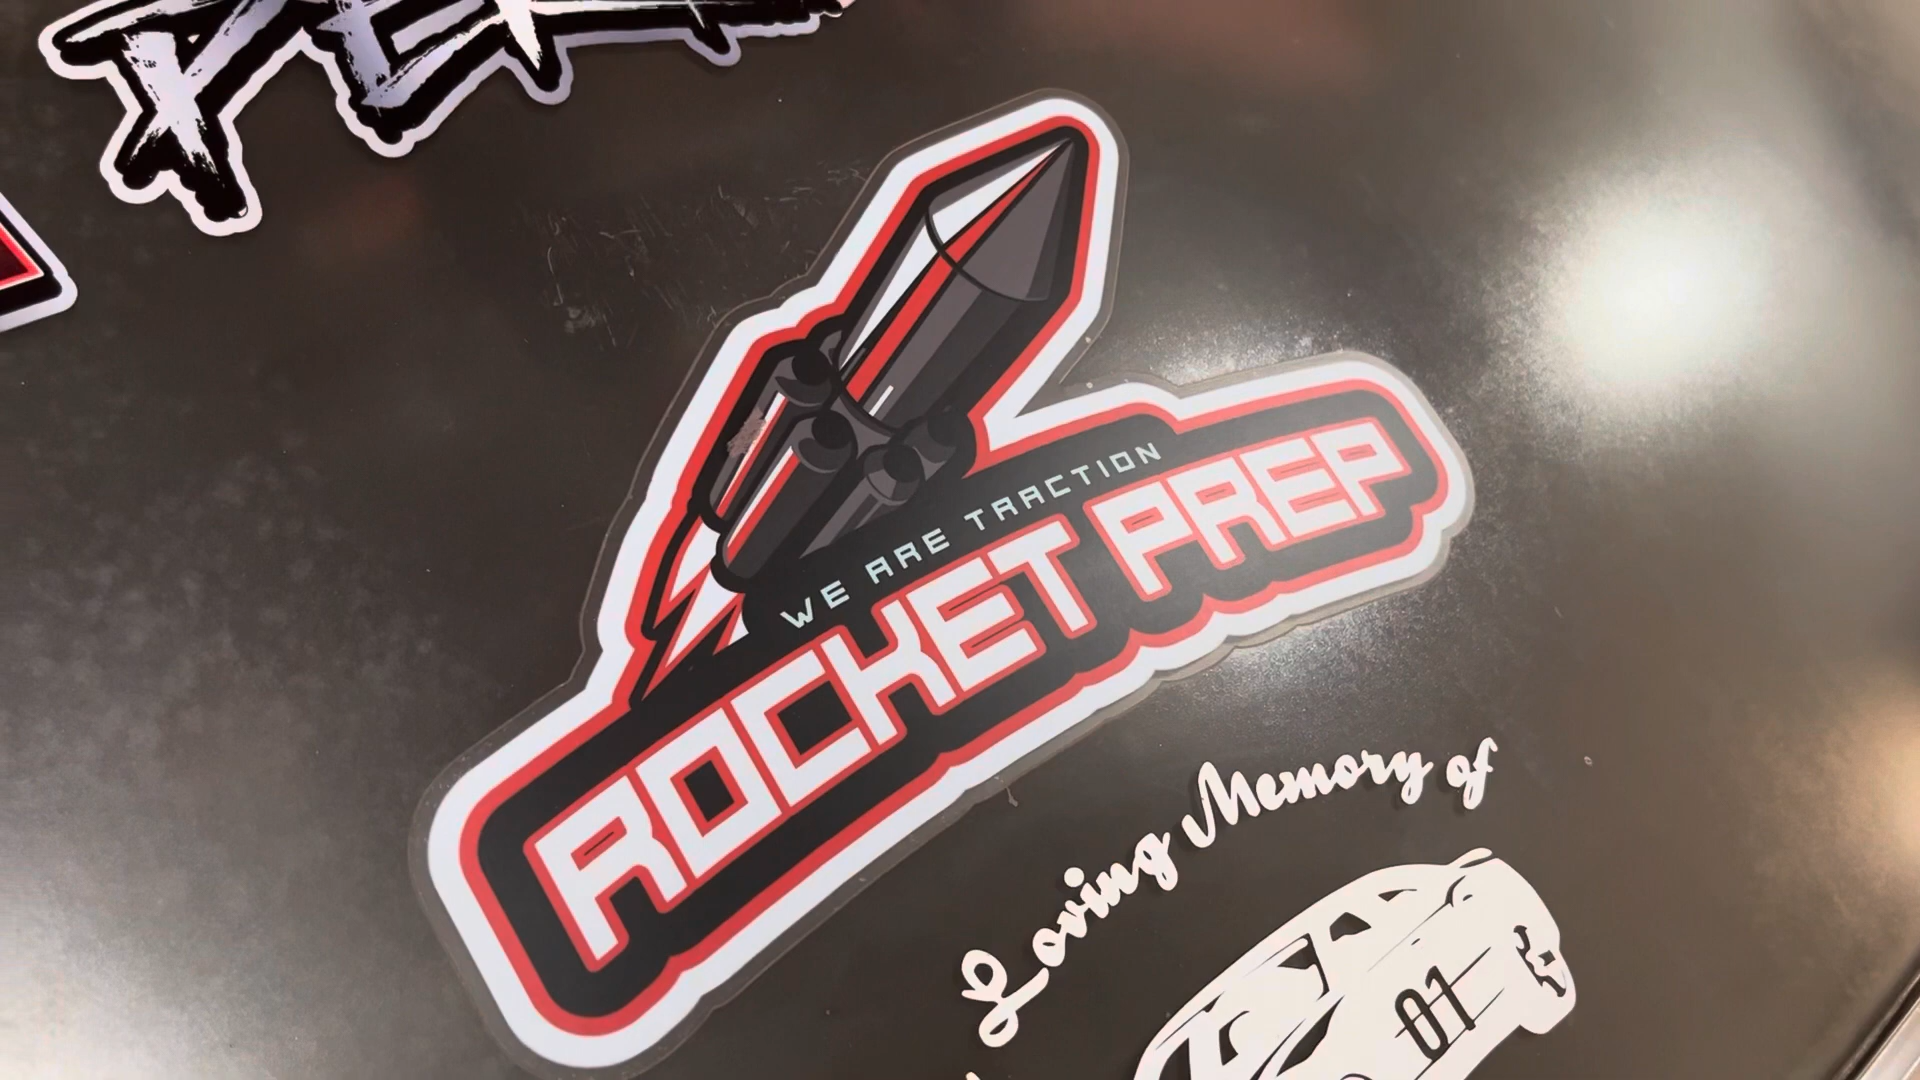 WE ARE TRACTION
ROCKET PREP
Loving Memory of
01